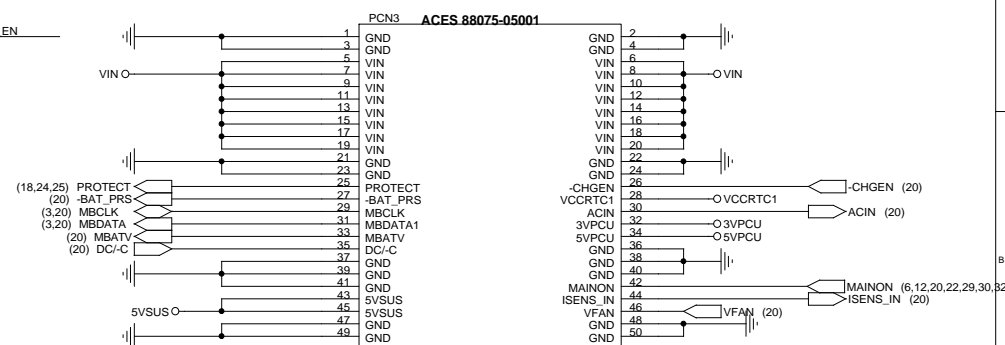 PCN3 ACES 88075-05001
EN
1 GND GND 2
3 GND GND 4
5 VIN VIN 6
VIN 7 VIN VIN 8 VIN
9 VIN VIN 10
11 VIN VIN 12
13 VIN VIN 14
15 VIN VIN 16
17 VIN VIN 18
19 VIN VIN 20
21 GND GND 22
23 GND GND 24
(18,24,25) PROTECT 25 PROTECT -CHGEN 26 -CHGEN (20)
(20) -BAT_PRS 27 -BAT_PRS VCCRTC1 28 VCCRTC1
(3,20) MBCLK 29 MBCLK ACIN 30 ACIN (20)
(3,20) MBDATA 31 MBDATA1 3VPCU 32 3VPCU
(20) MBATV 33 MBATV 5VPCU 34 5VPCU
(20) DC/-C 35 DC/-C GND 36
37 GND GND 38
39 GND GND 40
41 GND MAINON 42 MAINON (6,12,20,22,29,30,32
43 5VSUS ISENS_IN 44 ISENS_IN (20)
5VSUS 45 5VSUS VFAN 46 VFAN (20)
47 GND GND 48
49 GND GND 50
B